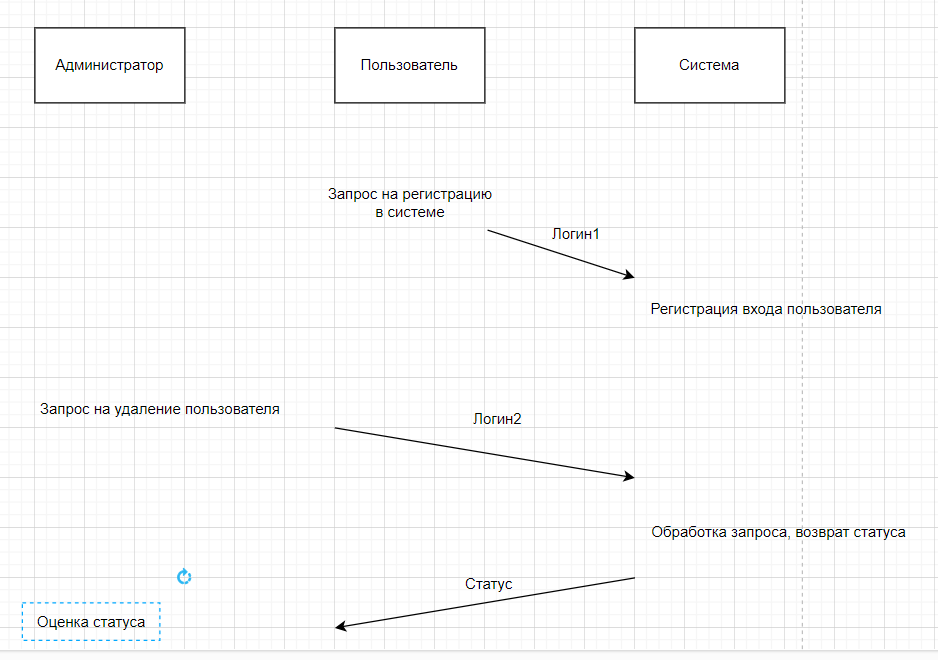 Администратор
Пользователь
Система
Запрос на регистрацию
в системе
Логин1
Регистрация входа пользователя
Запрос на удаление пользователя
Логин2
Обработка запроса, возврат статуса
Статус
Оценка статуса